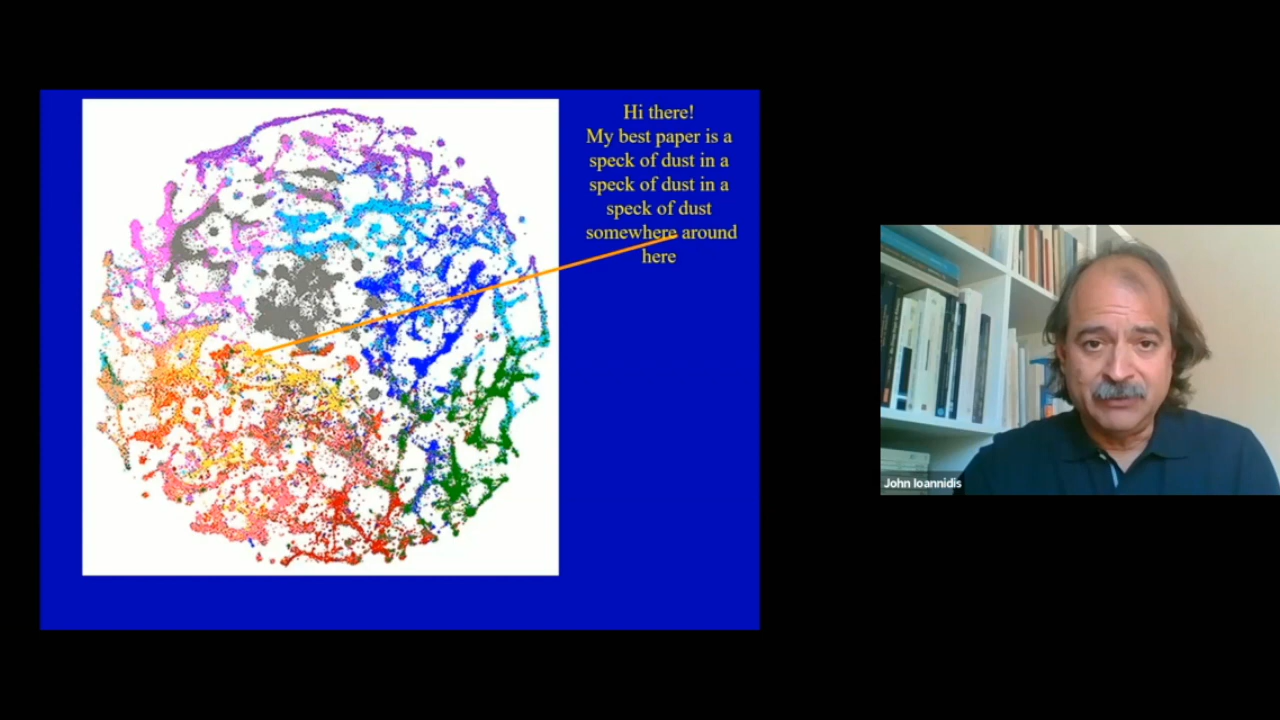 Hi there!
My best paper is a
speck of dust in a
speck of dust in a
speck of dust
somewhere around
here
John Ioannidis